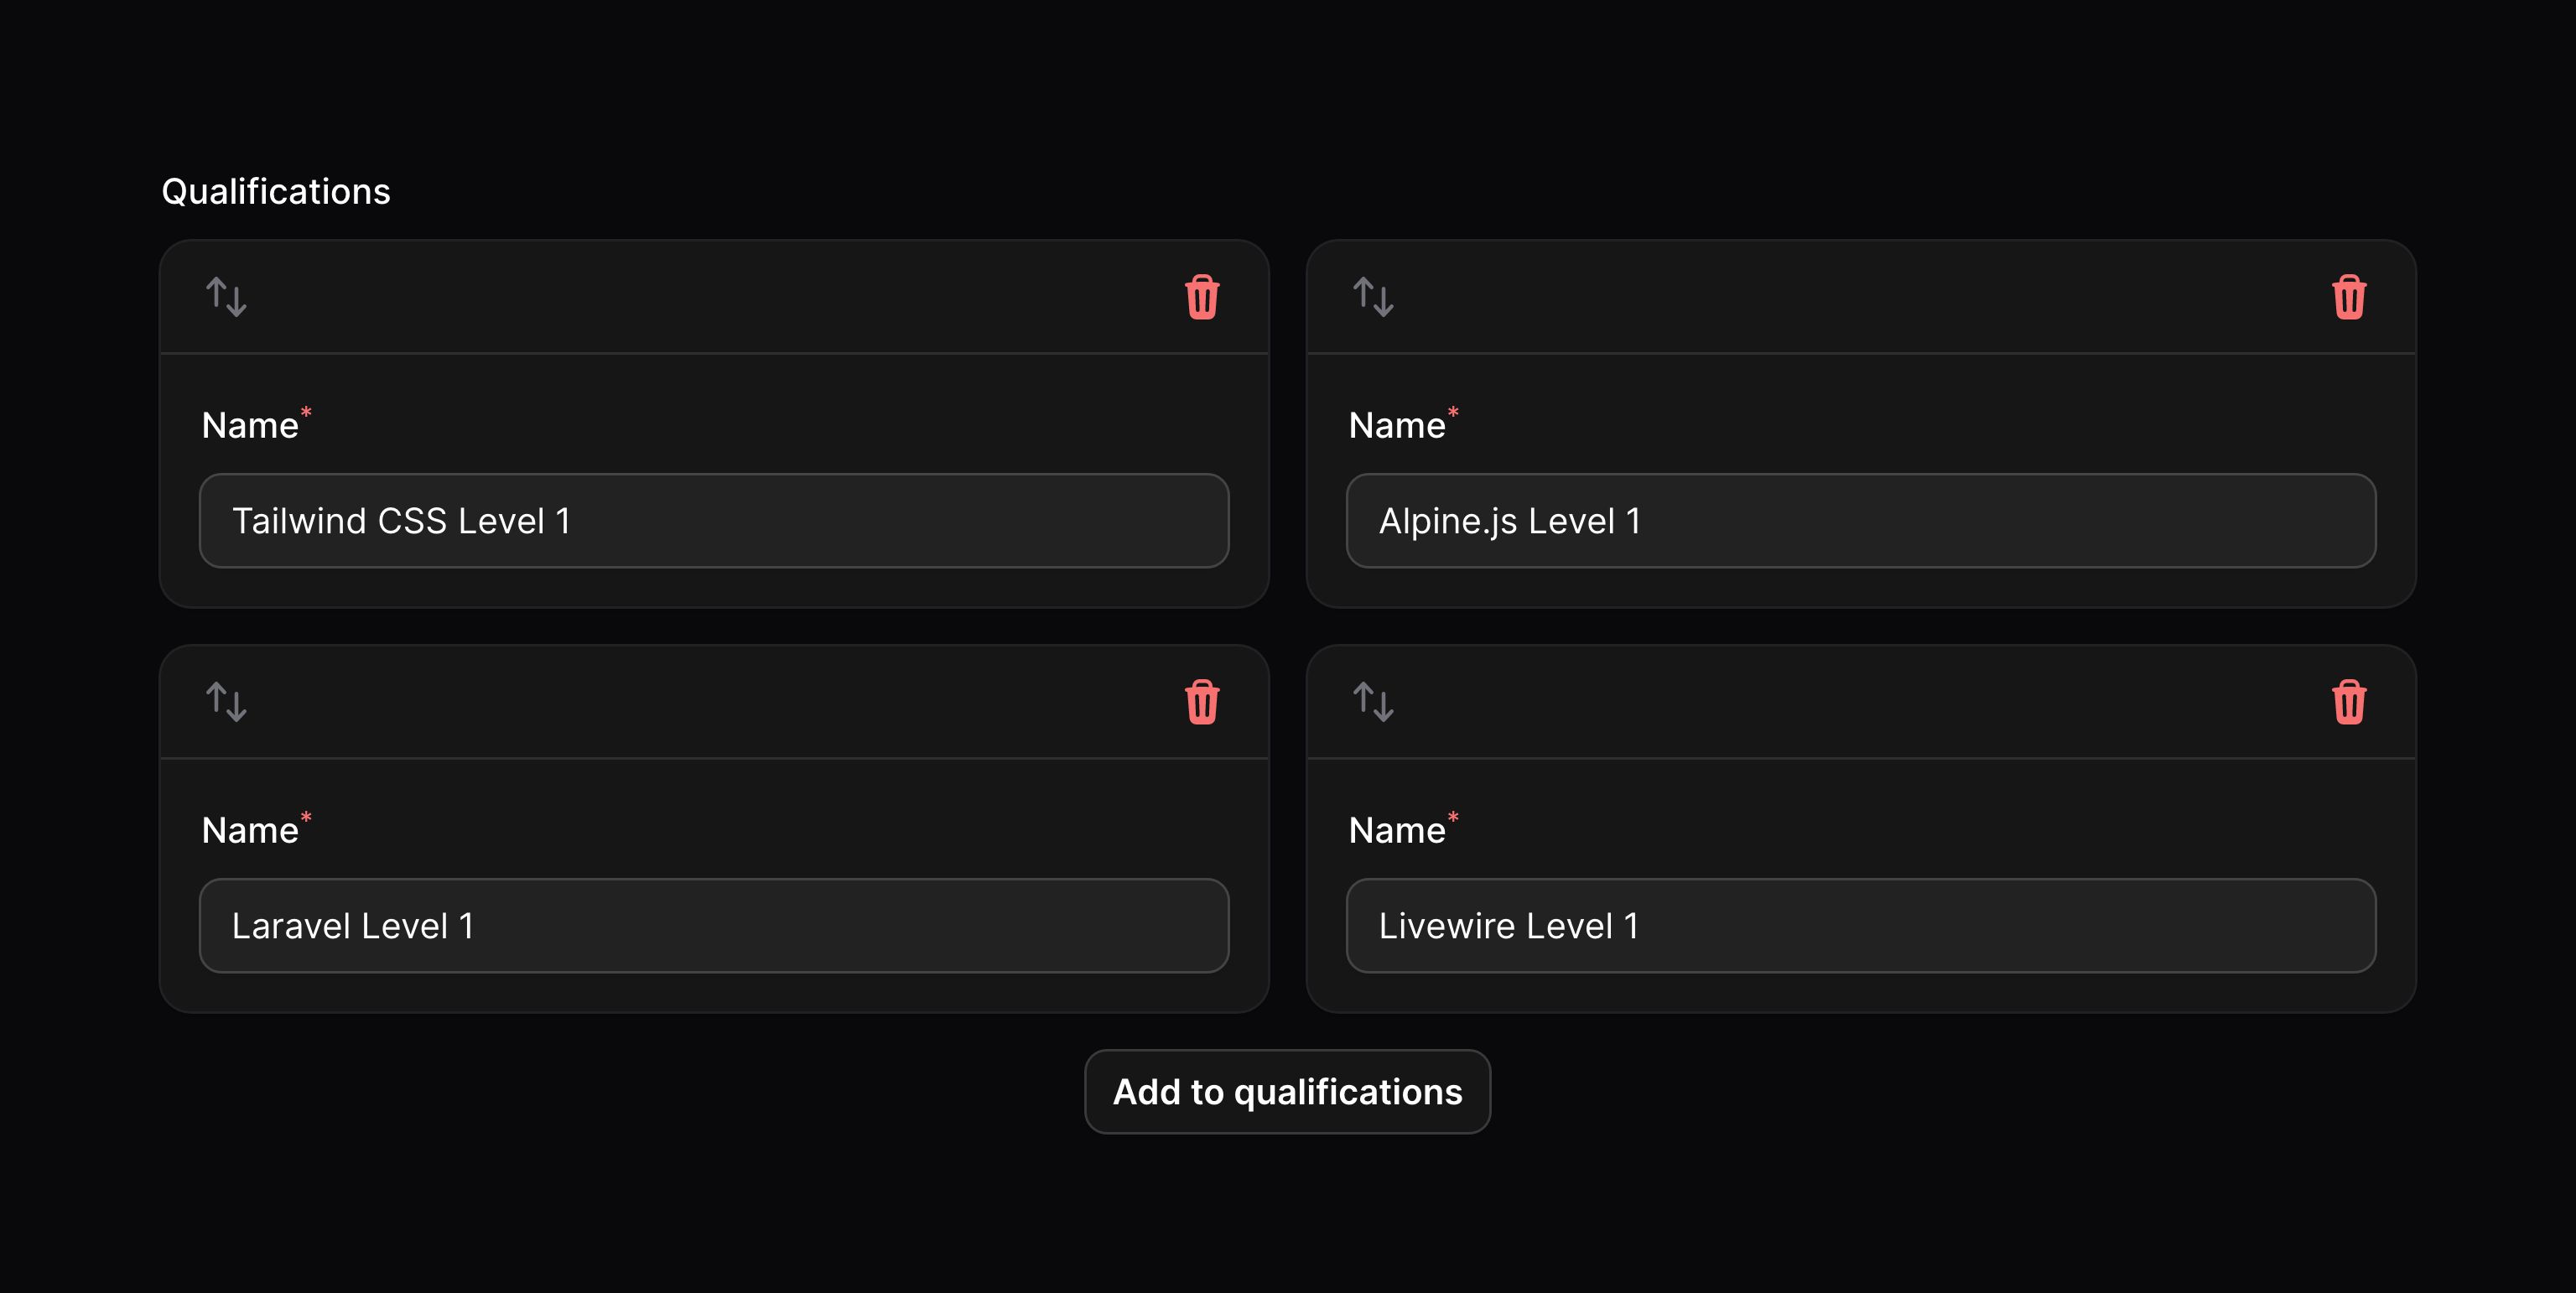 Qualifications
Name*
Tailwind CSS Level 1
Name*
Alpine.js Level 1
Name*
Laravel Level 1
Name*
Livewire Level 1
Add to qualifications